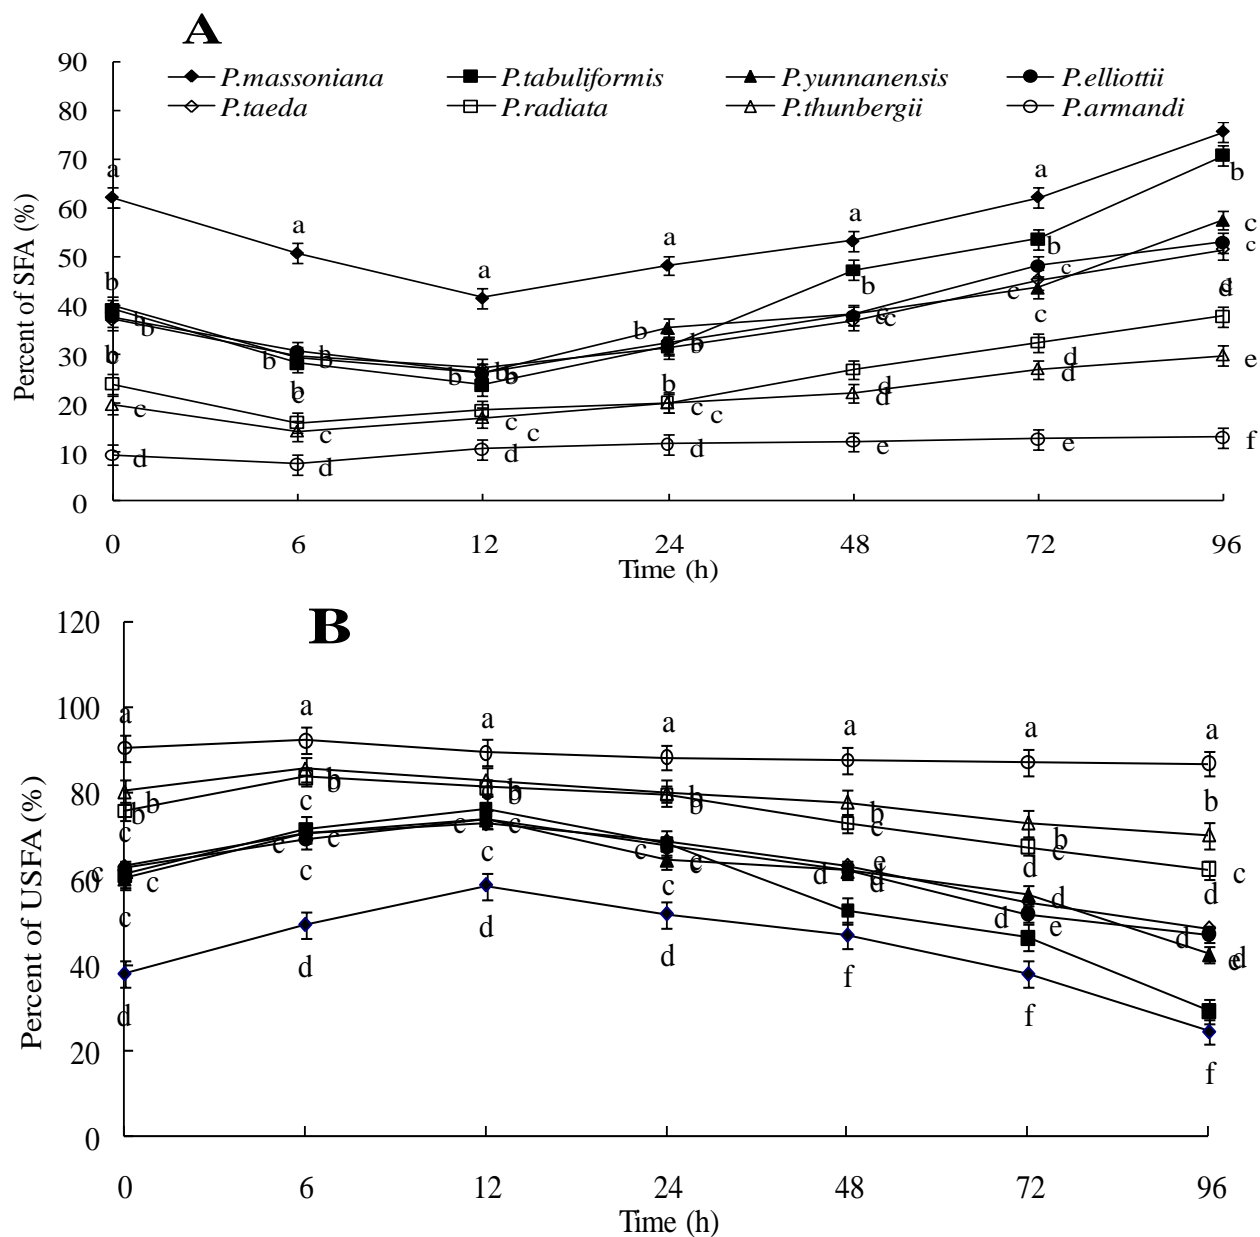 A
90
P.massoniana P.tabuliformis P.yunnanensis P.elliottii
P.taeda P.radiata P.thunbergii P.armandi
80
70
60
50
40
30
20
10
0
Percent of SFA (%)
a a a a a a
b b b b b b b b b b b b b b b b b
c c c c c c c c c c c c c
d d d d d d d d d
e e e
f
0 6 12 24 48 72 96
Time (h)
B
120
100
80
60
40
20
0
Percent of USFA (%)
a a a a a a a
b b b b b b b b b b b
c c c c c c c c c c c c c c c c c c
d d d d d d d d d d d d
e e e
f f f
0 6 12 24 48 72 96
Time (h)